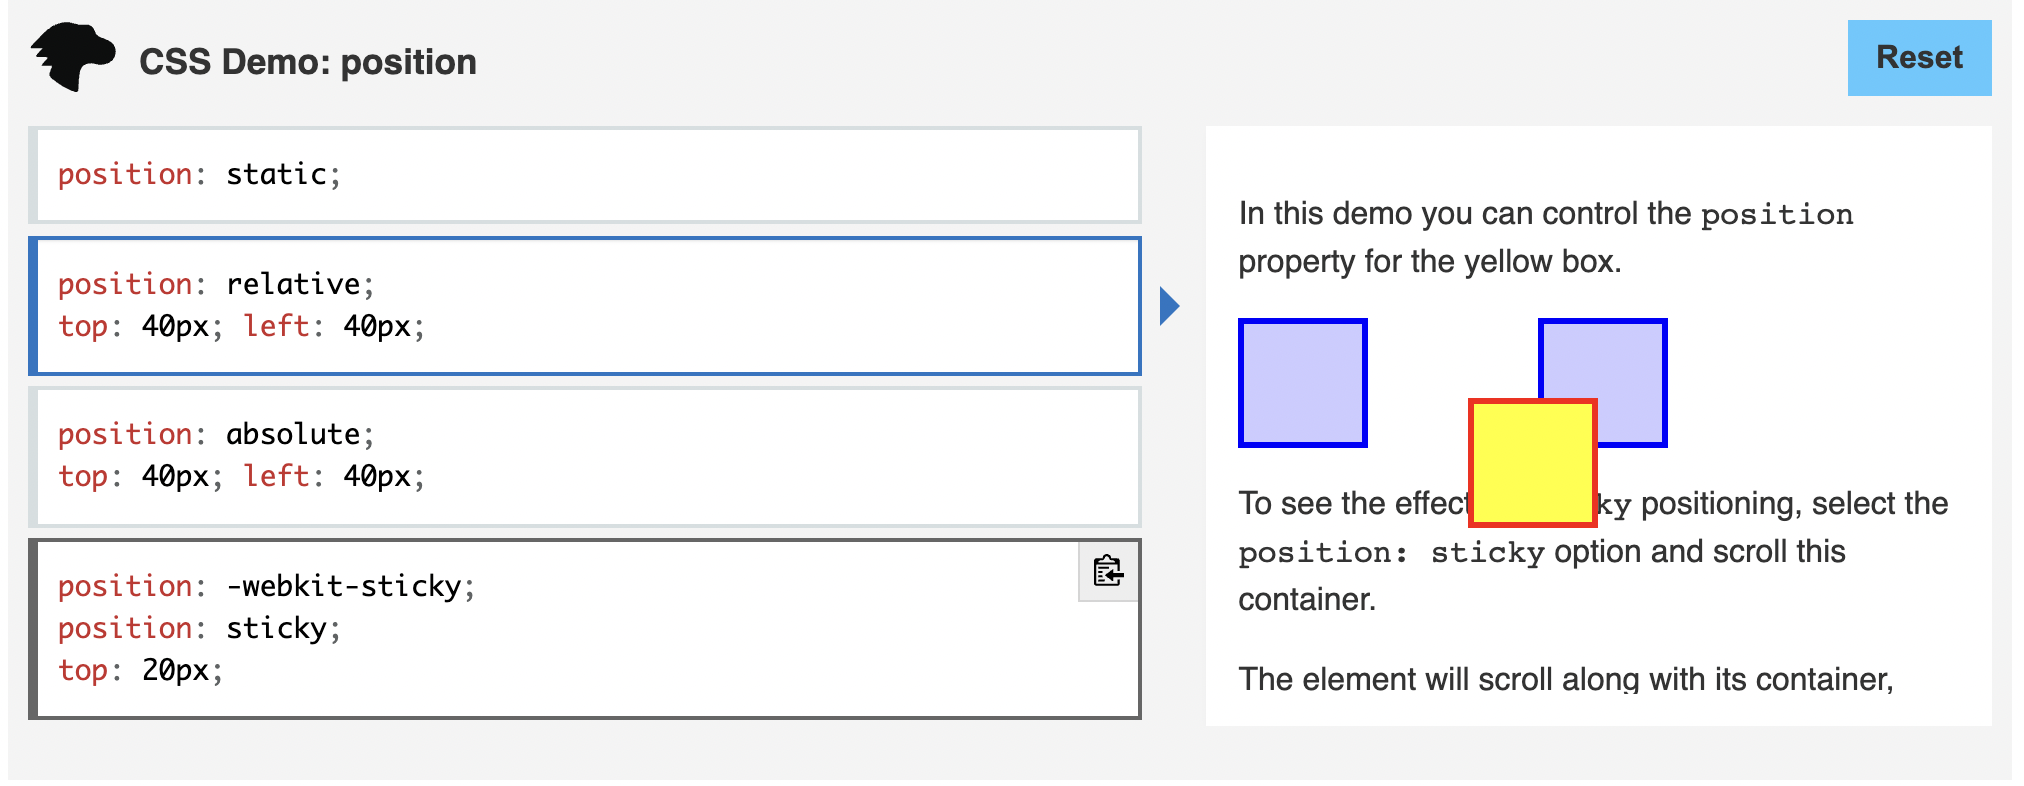 CSS Demo: position
Reset
position: static;
position: relative;
top: 40px; left: 40px;
position: absolute;
top: 40px; left: 40px;
position: -webkit-sticky;
position: sticky;
top: 20px;
In this demo you can control the position
property for the yellow box.
To see the effect ky positioning, select the
position: sticky option and scroll this
container.
The element will scroll along with its container,